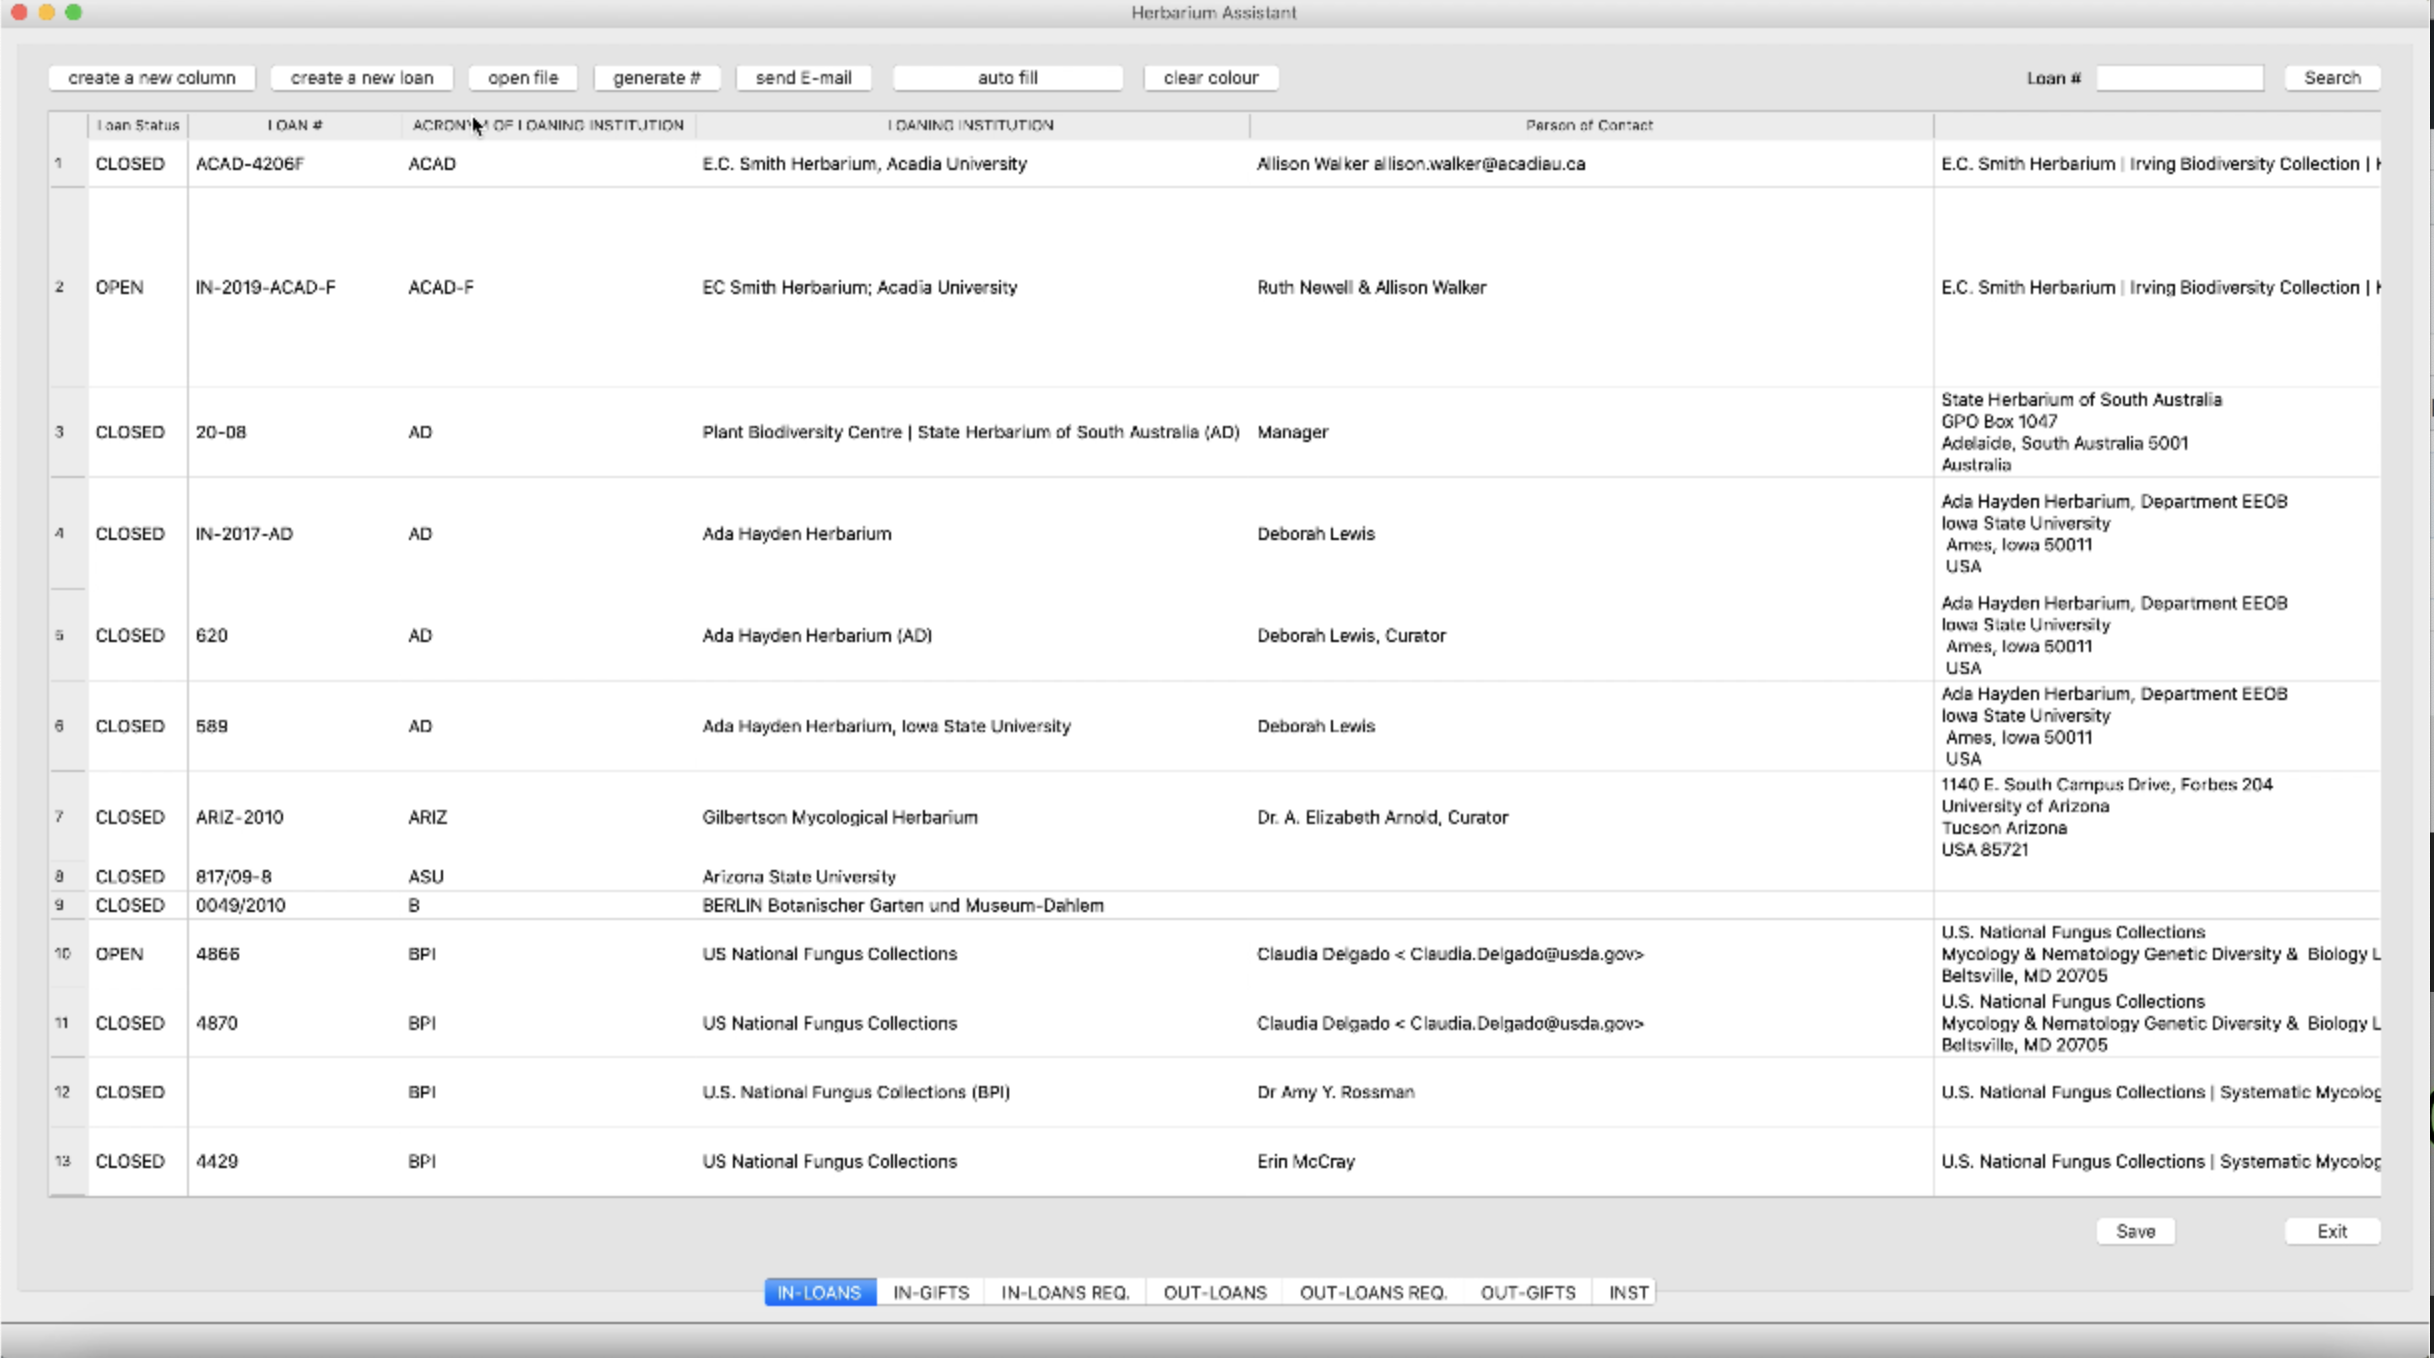 Herbarium Assistant
create a new column create a new loan open file generate # send E-mail auto fill clear colour Loan # Search
Loan Status LOAN # ACRONYM OF LOANING INSTITUTION LOANING INSTITUTION Person of Contact
1 CLOSED ACAD-4206F ACAD E.C. Smith Herbarium, Acadia University Allison Walker allison.walker@acadiau.ca E.C. Smith Herbarium | Irving Biodiversity Collection |
2 OPEN IN-2019-ACAD-F ACAD-F EC Smith Herbarium; Acadia University Ruth Newell & Allison Walker E.C. Smith Herbarium | Irving Biodiversity Collection |
3 CLOSED 20-08 AD Plant Biodiversity Centre | State Herbarium of South Australia (AD) Manager State Herbarium of South Australia
GPO Box 1047
Adelaide, South Australia 5001
Australia
4 CLOSED IN-2017-AD AD Ada Hayden Herbarium Deborah Lewis Ada Hayden Herbarium, Department EEOB
Iowa State University
Ames, Iowa 50011
USA
5 CLOSED 620 AD Ada Hayden Herbarium (AD) Deborah Lewis, Curator Ada Hayden Herbarium, Department EEOB
Iowa State University
Ames, Iowa 50011
USA
6 CLOSED 589 AD Ada Hayden Herbarium, Iowa State University Deborah Lewis Ada Hayden Herbarium, Department EEOB
Iowa State University
Ames, Iowa 50011
USA
7 CLOSED ARIZ-2010 ARIZ Gilbertson Mycological Herbarium Dr. A. Elizabeth Arnold, Curator 1140 E. South Campus Drive, Forbes 204
University of Arizona
Tucson Arizona
USA 85721
8 CLOSED 817/09-8 ASU Arizona State University
9 CLOSED 0049/2010 B BERLIN Botanischer Garten und Museum-Dahlem
10 OPEN 4866 BPI US National Fungus Collections Claudia Delgado < Claudia.Delgado@usda.gov> U.S. National Fungus Collections
Mycology & Nematology Genetic Diversity & Biology L
Beltsville, MD 20705
11 CLOSED 4870 BPI US National Fungus Collections Claudia Delgado < Claudia.Delgado@usda.gov> U.S. National Fungus Collections
Mycology & Nematology Genetic Diversity & Biology L
Beltsville, MD 20705
12 CLOSED BPI U.S. National Fungus Collections (BPI) Dr Amy Y. Rossman U.S. National Fungus Collections | Systematic Mycolog
13 CLOSED 4429 BPI US National Fungus Collections Erin McCray U.S. National Fungus Collections | Systematic Mycolog
Save Exit
IN-LOANS IN-GIFTS IN-LOANS REQ. OUT-LOANS OUT-LOANS REQ. OUT-GIFTS INST